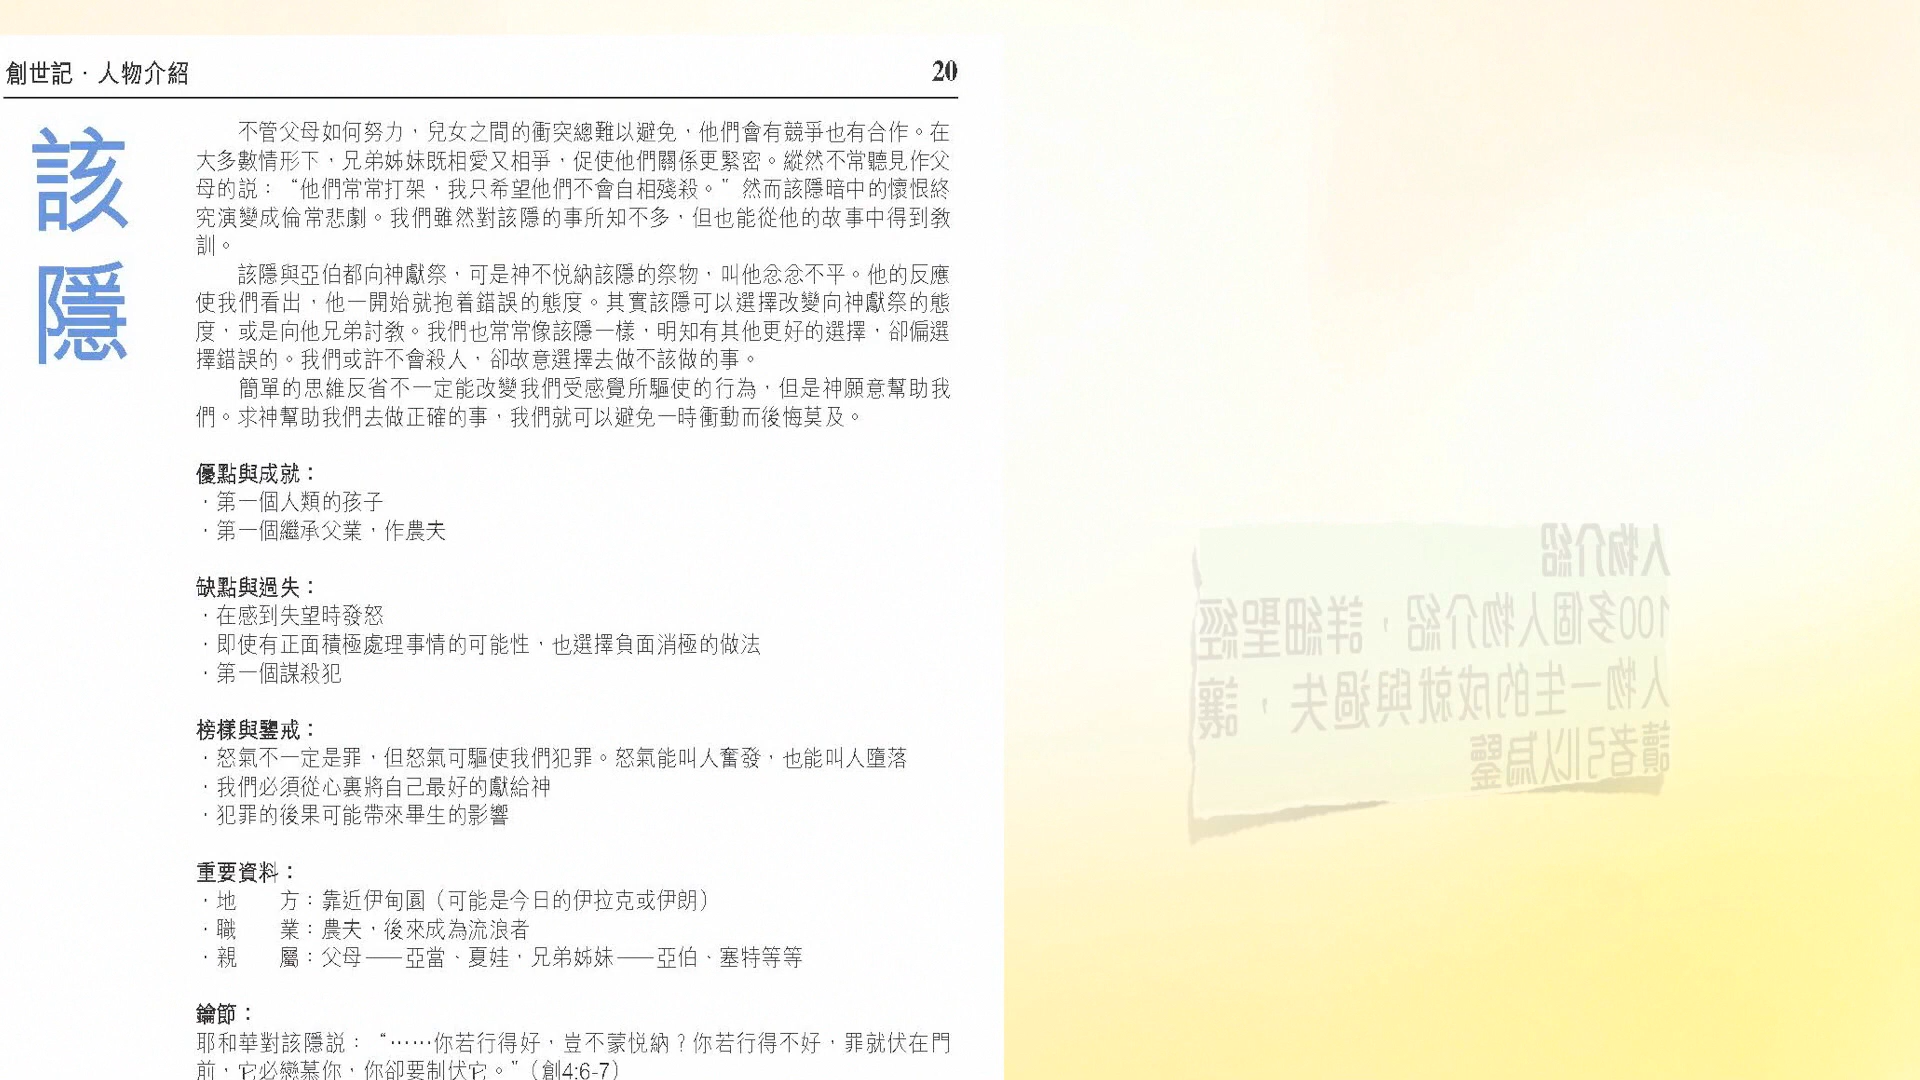 創世記．人物介紹
20
該隱
不管父母如何努力，兒女之間的衝突總難以避免，他們會有競爭也有合作。在
大多數情形下，兄弟姊妹既相愛又相爭，促使他們關係更緊密。縱然不常聽見作父
母的説：“他們常常打架，我只希望他們不會自相殘殺。”然而該隱暗中的懷恨終
究演變成倫常悲劇。我們雖然對該隱的事所知不多，但也能從他的故事中得到教
訓。
該隱與亞伯都向神獻祭，可是神不悦納該隱的祭物，叫他忿忿不平。他的反應
使我們看出，他一開始就抱着錯誤的態度。其實該隱可以選擇改變向神獻祭的態
度，或是向他兄弟討教。我們也常常像該隱一樣，明知有其他更好的選擇，卻偏選
擇錯誤的。我們或許不會殺人，卻故意選擇去做不該做的事。
簡單的思維反省不一定能改變我們受感覺所驅使的行為，但是神願意幫助我
們。求神幫助我們去做正確的事，我們就可以避免一時衝動而後悔莫及。
優點與成就：
．第一個人類的孩子
．第一個繼承父業，作農夫
缺點與過失：
．在感到失望時發怒
．即使有正面積極處理事情的可能性，也選擇負面消極的做法
．第一個謀殺犯
榜樣與鑒戒：
．怒氣不一定是罪，但怒氣可驅使我們犯罪。怒氣能叫人奮發，也能叫人墮落
．我們必須從心裏將自己最好的獻給神
．犯罪的後果可能帶來畢生的影響
重要資料：
．地　　方：靠近伊甸園（可能是今日的伊拉克或伊朗）
．職　　業：農夫，後來成為流浪者
．親　　屬：父母——亞當、夏娃，兄弟姊妹——亞伯、塞特等等
鑰節：
耶和華對該隱説：“……你若行得好，豈不蒙悦納？你若行得不好，罪就伏在門
前，它必戀慕你，你卻要制伏它。”（創4:6-7）
人物介紹
100多個人物介紹，詳細聖經
人物一生的成就與過失，讓
讀者引以為鑒